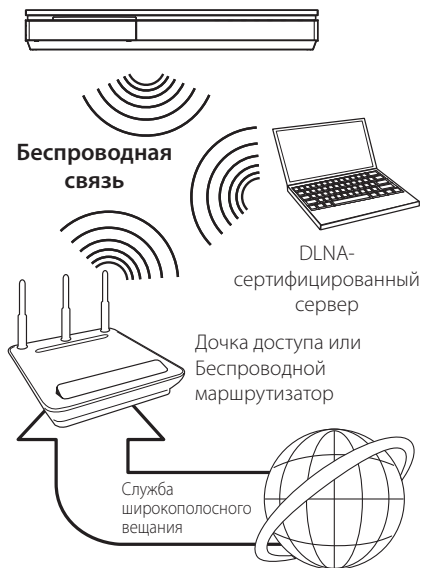 Беспроводная
связь
DLNA-
сертифицированный
сервер
Дочка доступа или
Беспроводной
маршрутизатор
Служба
широкополосного
вещания